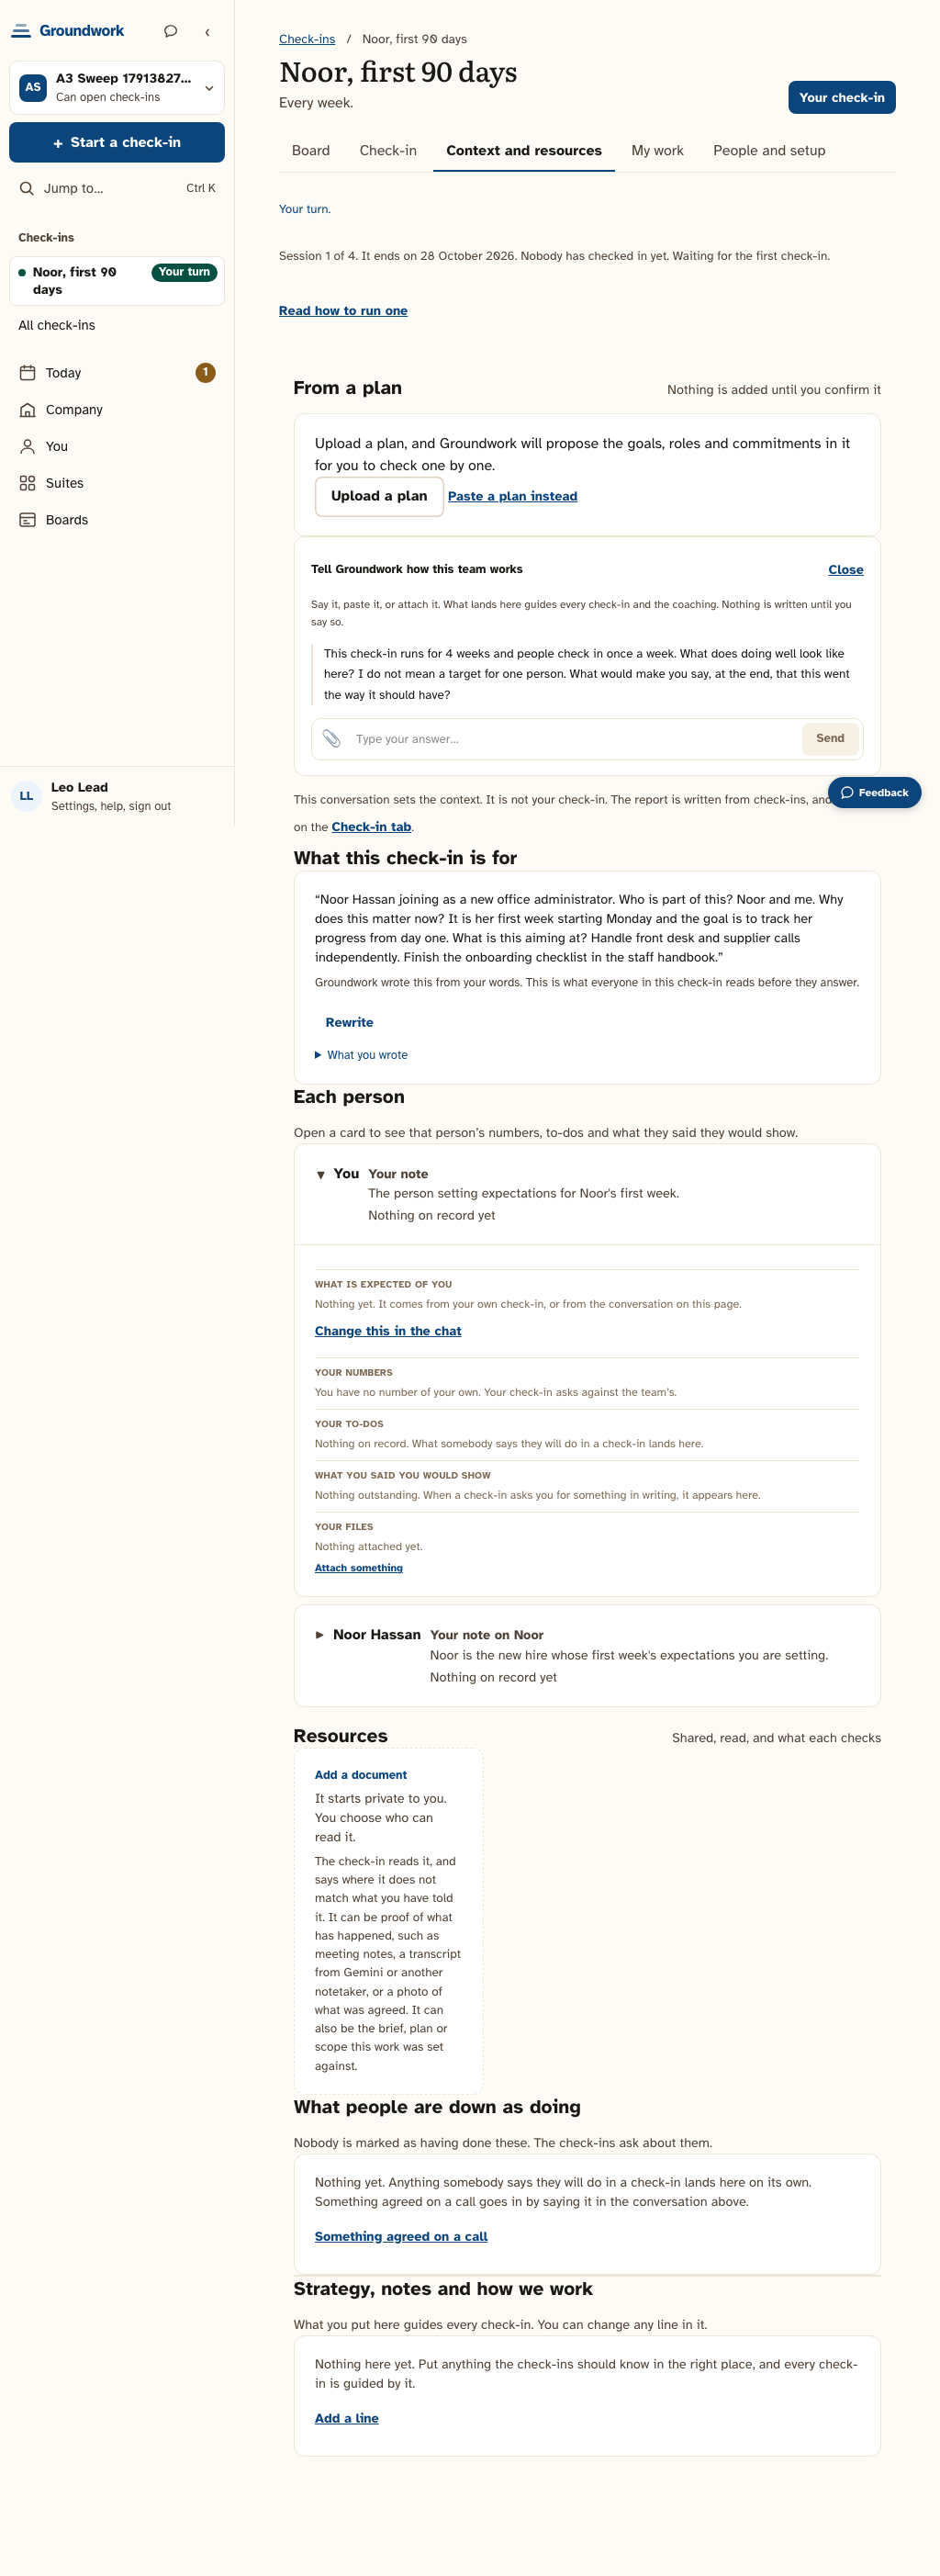 Groundwork
AS
A3 Sweep 17913827...
Can open check-ins
+ Start a check-in
Jump to... Ctrl K
Check-ins
Noor, first 90 days
Your turn
All check-ins
Today 1
Company
You
Suites
Boards
LL
Leo Lead
Settings, help, sign out
Check-ins / Noor, first 90 days
Noor, first 90 days
Every week.
Your check-in
Board Check-in Context and resources My work People and setup
Your turn.
Session 1 of 4. It ends on 28 October 2026. Nobody has checked in yet. Waiting for the first check-in.
Read how to run one
From a plan
Nothing is added until you confirm it
Upload a plan, and Groundwork will propose the goals, roles and commitments in it
for you to check one by one.
Upload a plan Paste a plan instead
Tell Groundwork how this team works
Close
Say it, paste it, or attach it. What lands here guides every check-in and the coaching. Nothing is written until you
say so.
This check-in runs for 4 weeks and people check in once a week. What does doing well look like
here? I do not mean a target for one person. What would make you say, at the end, that this went
the way it should have?
Type your answer...
Send
Feedback
This conversation sets the context. It is not your check-in. The report is written from check-ins, and
on the Check-in tab.
What this check-in is for
“Noor Hassan joining as a new office administrator. Who is part of this? Noor and me. Why
does this matter now? It is her first week starting Monday and the goal is to track her
progress from day one. What is this aiming at? Handle front desk and supplier calls
independently. Finish the onboarding checklist in the staff handbook.”
Groundwork wrote this from your words. This is what everyone in this check-in reads before they answer.
Rewrite
What you wrote
Each person
Open a card to see that person’s numbers, to-dos and what they said they would show.
You Your note
The person setting expectations for Noor's first week.
Nothing on record yet
WHAT IS EXPECTED OF YOU
Nothing yet. It comes from your own check-in, or from the conversation on this page.
Change this in the chat
YOUR NUMBERS
You have no number of your own. Your check-in asks against the team’s.
YOUR TO-DOS
Nothing on record. What somebody says they will do in a check-in lands here.
WHAT YOU SAID YOU WOULD SHOW
Nothing outstanding. When a check-in asks you for something in writing, it appears here.
YOUR FILES
Nothing attached yet.
Attach something
Noor Hassan Your note on Noor
Noor is the new hire whose first week's expectations you are setting.
Nothing on record yet
Resources
Shared, read, and what each checks
Add a document
It starts private to you.
You choose who can
read it.
The check-in reads it, and
says where it does not
match what you have told
it. It can be proof of what
has happened, such as
meeting notes, a transcript
from Gemini or another
notetaker, or a photo of
what was agreed. It can
also be the brief, plan or
scope this work was set
against.
What people are down as doing
Nobody is marked as having done these. The check-ins ask about them.
Nothing yet. Anything somebody says they will do in a check-in lands here on its own.
Something agreed on a call goes in by saying it in the conversation above.
Something agreed on a call
Strategy, notes and how we work
What you put here guides every check-in. You can change any line in it.
Nothing here yet. Put anything the check-ins should know in the right place, and every check-
in is guided by it.
Add a line